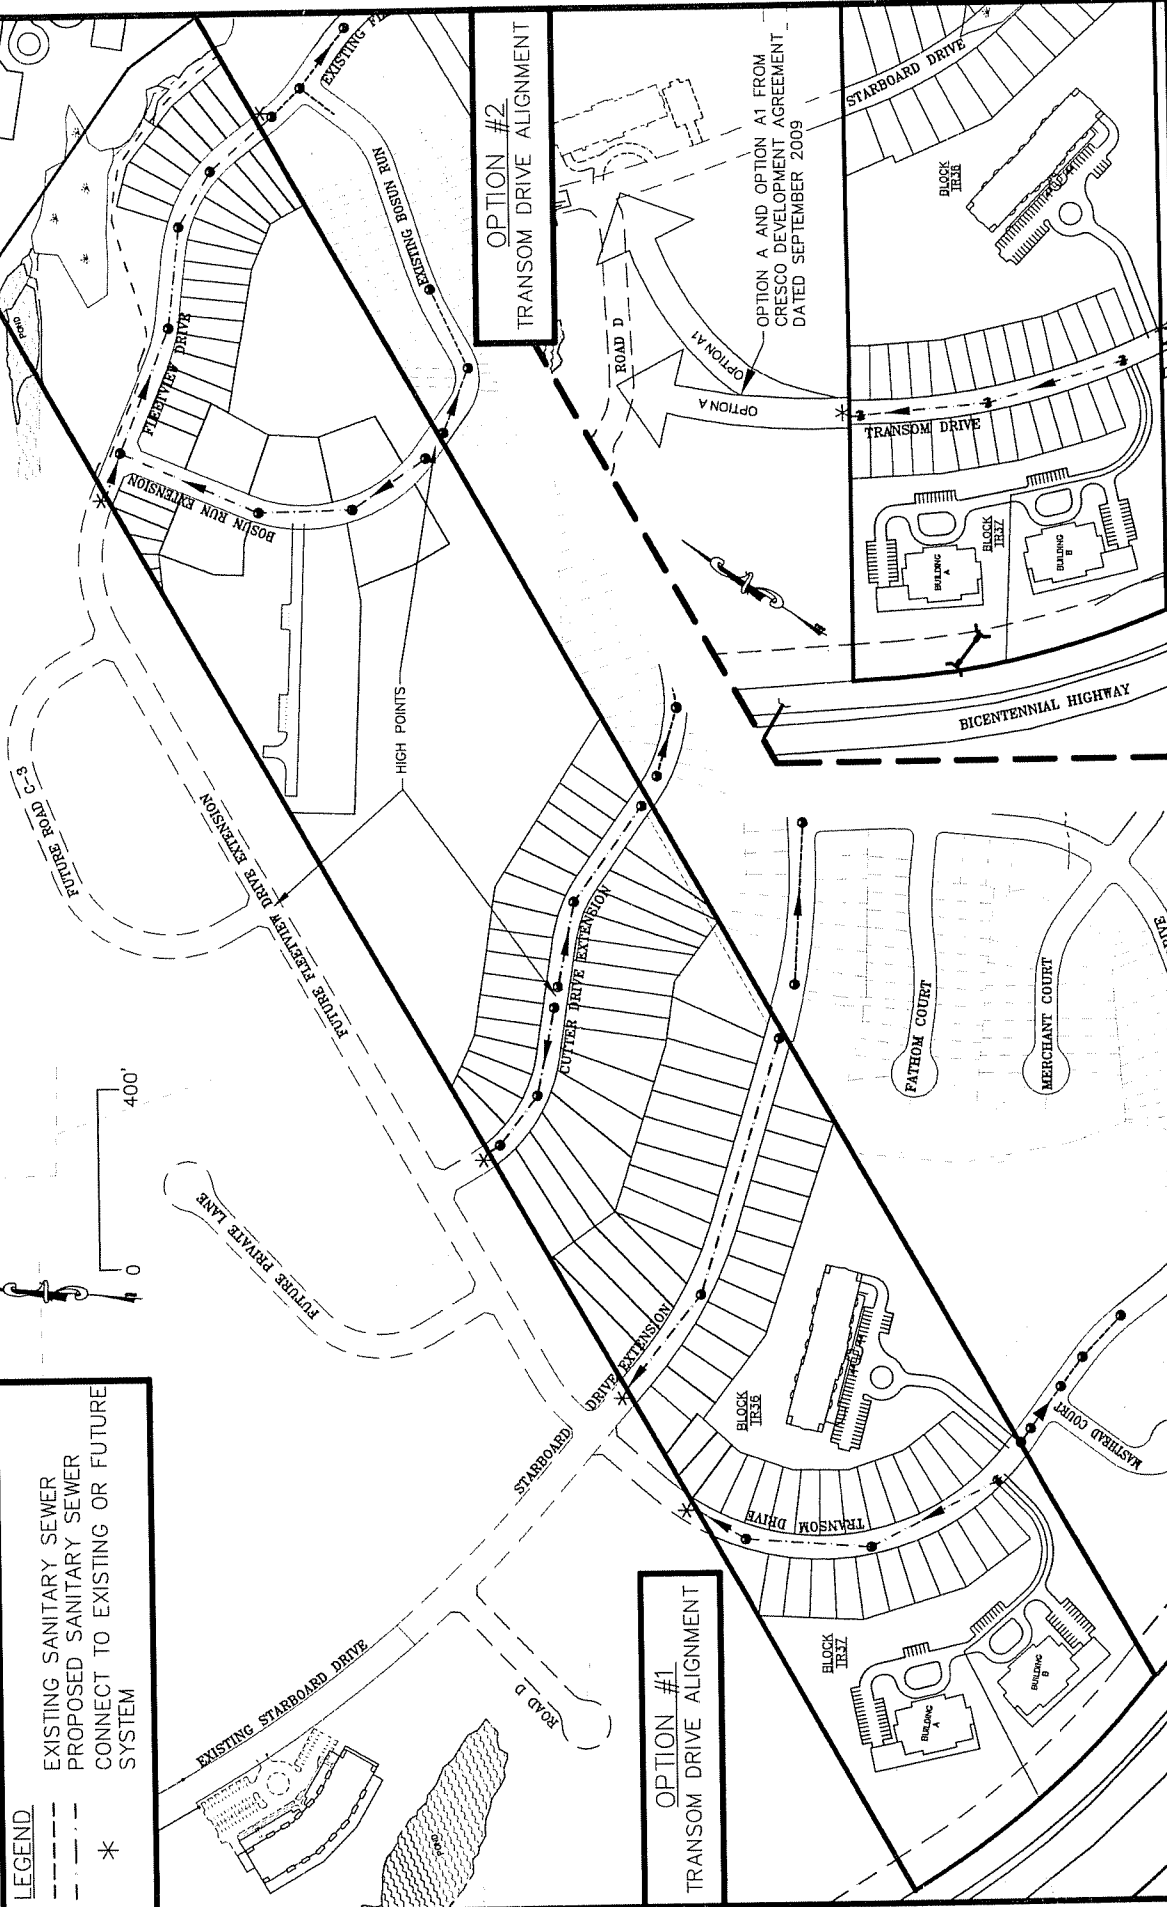 LEGEND
EXISTING SANITARY SEWER
PROPOSED SANITARY SEWER
CONNECT TO EXISTING OR FUTURE
SYSTEM
0
400'
OPTION #2
TRANSOM DRIVE ALIGNMENT
OPTION A AND OPTION A1 FROM
CRESCO DEVELOPMENT AGREEMENT
DATED SEPTEMBER 2009
OPTION A1
OPTION A
ROAD D
STARBOARD DRIVE
BLOCK
TR36
TRANSOM DRIVE
BLOCK
TR37
BUILDING
A
BUILDING
B
BICENTENNIAL HIGHWAY
POND
FLEETVIEW DRIVE
BOSUN RUN EXTENSION
EXISTING BOSUN RUN
EXISTING
HIGH POINTS
FUTURE ROAD C-3
FUTURE FLEETVIEW DRIVE EXTENSION
CUTTER DRIVE EXTENSION
FUTURE PRIVATE LANE
STARBOARD DRIVE EXTENSION
FATHOM COURT
MERCHANT COURT
MASTHEAD COURT
BLOCK
TR36
TRANSOM DRIVE
BLOCK
TR37
BUILDING
A
BUILDING
B
OPTION #1
TRANSOM DRIVE ALIGNMENT
ROAD D
EXISTING STARBOARD DRIVE
POND